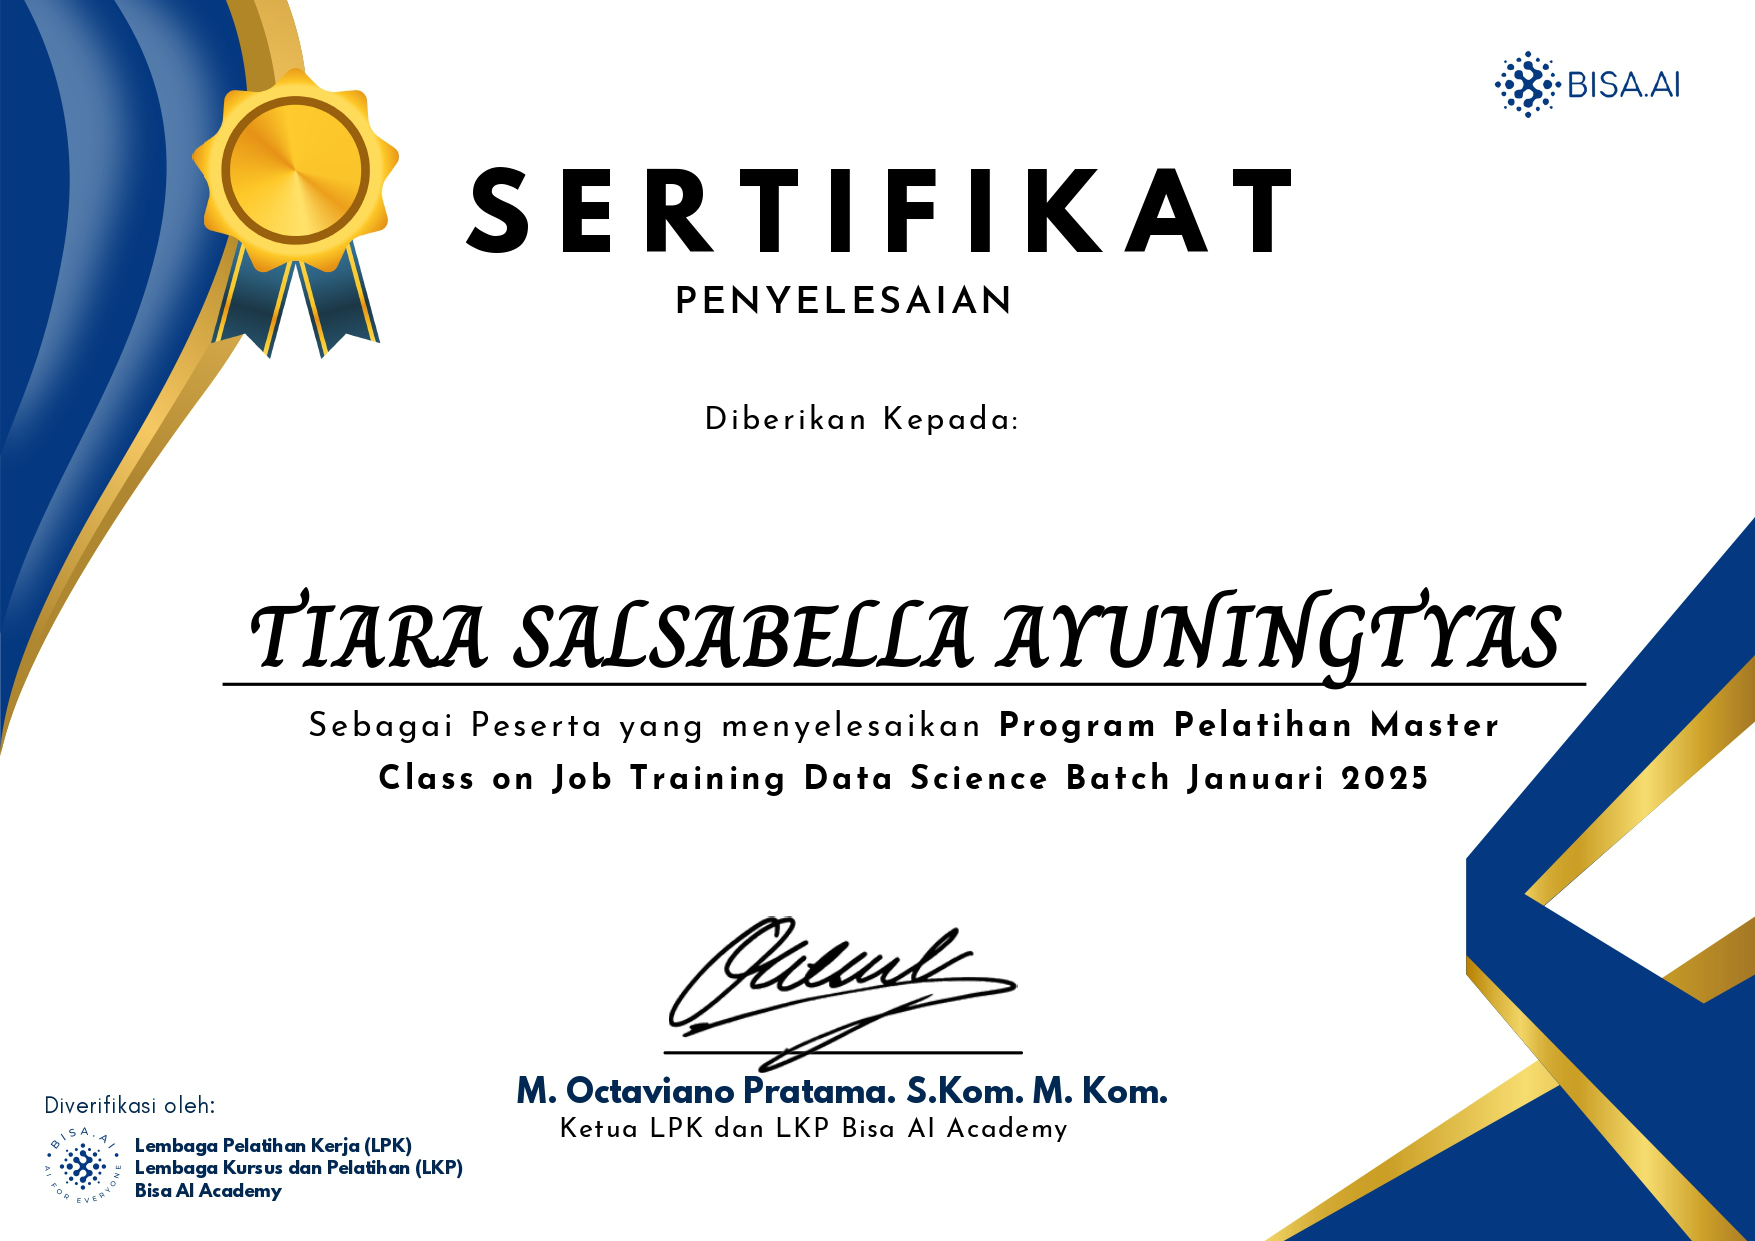 BISA.AI
SERTIFIKAT
PENYELESAIAN
Diberikan Kepada:
TIARA SALSABELLA AYUNINGTYAS
Sebagai Peserta yang menyelesaikan Program Pelatihan Master
Class on Job Training Data Science Batch Januari 2025
M. Octaviano Pratama. S.Kom. M. Kom.
Ketua LPK dan LKP Bisa AI Academy
Diverifikasi oleh:
BISA.AI
AI FOR EVERYONE
Lembaga Pelatihan Kerja (LPK)
Lembaga Kursus dan Pelatihan (LKP)
Bisa AI Academy